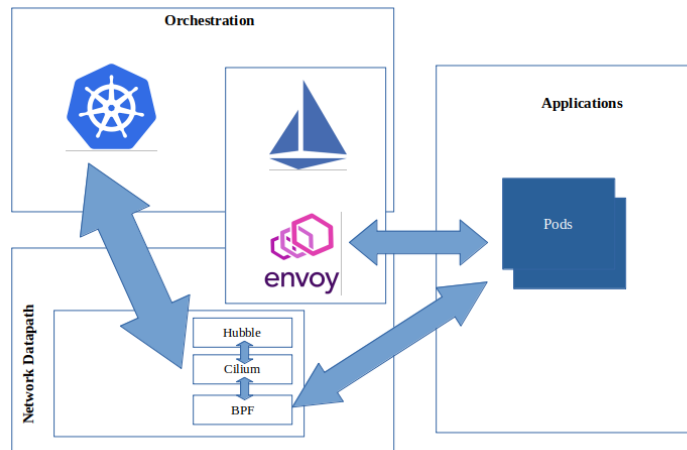 Orchestration
Applications
Pods
envoy
Network Datapath
Hubble
Cilium
BPF